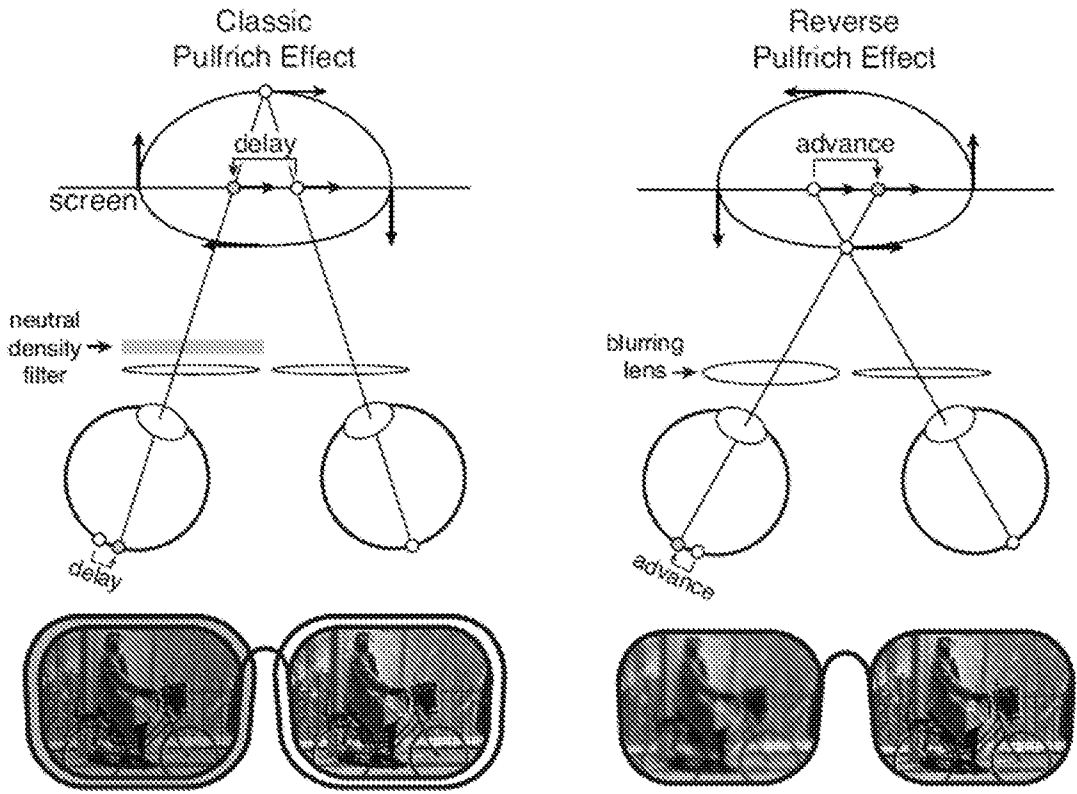 Classic
Pulfrich Effect
delay
screen
neutral
density
filter
delay
Reverse
Pulfrich Effect
advance
blurring
lens
advance